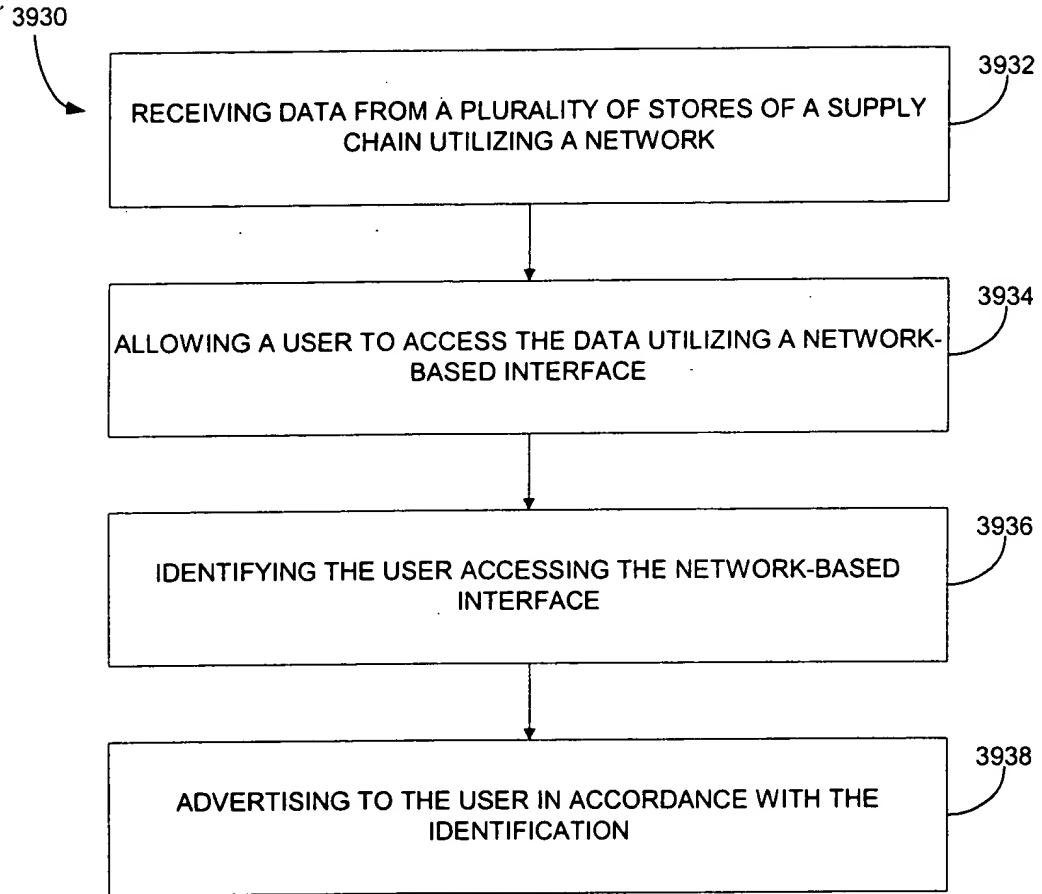 3930
3932
RECEIVING DATA FROM A PLURALITY OF STORES OF A SUPPLY
CHAIN UTILIZING A NETWORK
3934
ALLOWING A USER TO ACCESS THE DATA UTILIZING A NETWORK-
BASED INTERFACE
3936
IDENTIFYING THE USER ACCESSING THE NETWORK-BASED
INTERFACE
3938
ADVERTISING TO THE USER IN ACCORDANCE WITH THE
IDENTIFICATION